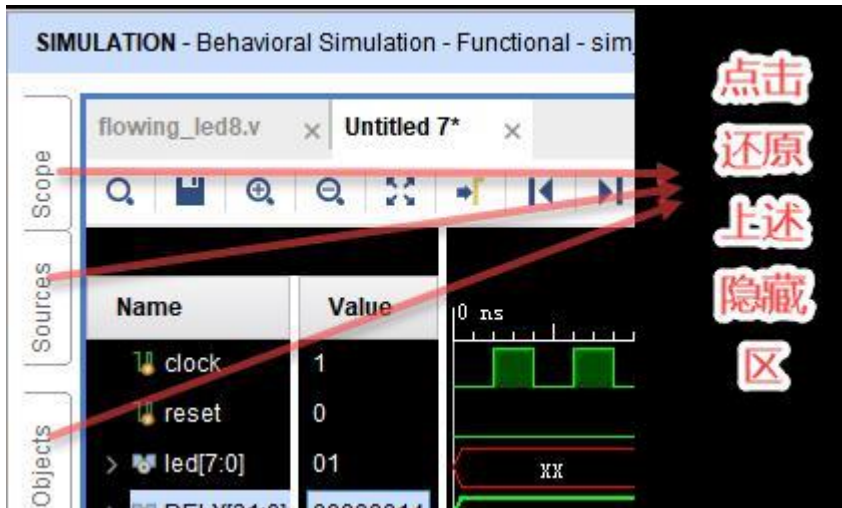 SIMULATION - Behavioral Simulation - Functional - sim_
点击
还原
上述
隐藏
区
flowing_led8.v × Untitled 7* ×
Scope
Sources
Objects
Name Value
0 ns
clock 1
reset 0
led[7:0] 01
XX